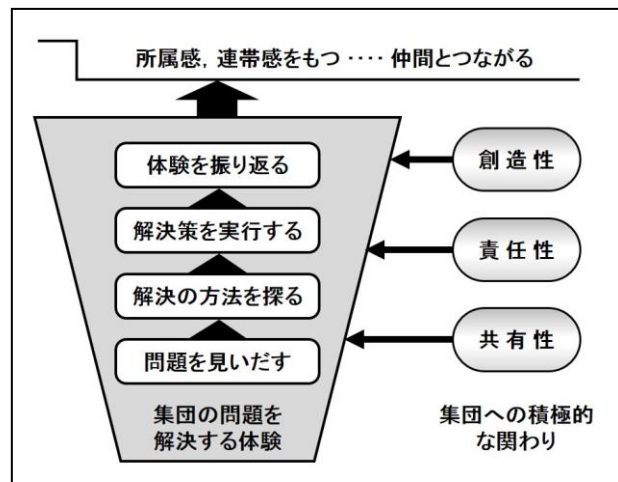 所属感，連帯感をもつ ‥‥ 仲間とつながる
体験を振り返る
解決策を実行する
解決の方法を探る
問題を見いだす
集団の問題を
解決する体験
創 造 性
責 任 性
共 有 性
集団への積極的
な関わり